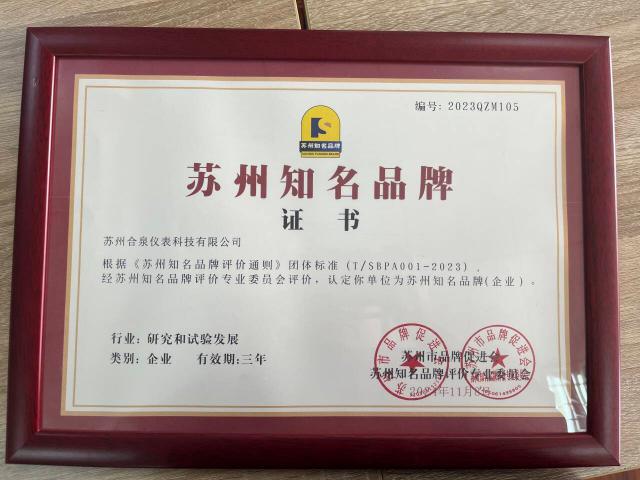 编号: 2023QZM105
苏州知名品牌
苏州知名品牌
证 书
苏州合泉仪表科技有限公司
根据《苏州知名品牌评价通则》团体标准(T/SBPA001-2023),
经苏州知名品牌评价专业委员会评价,认定你单位为苏州知名品牌(企业)。
行业: 研究和试验发展
类别: 企业 有效期:三年
苏州市品牌促进会
苏州知名品牌评价专业委员会